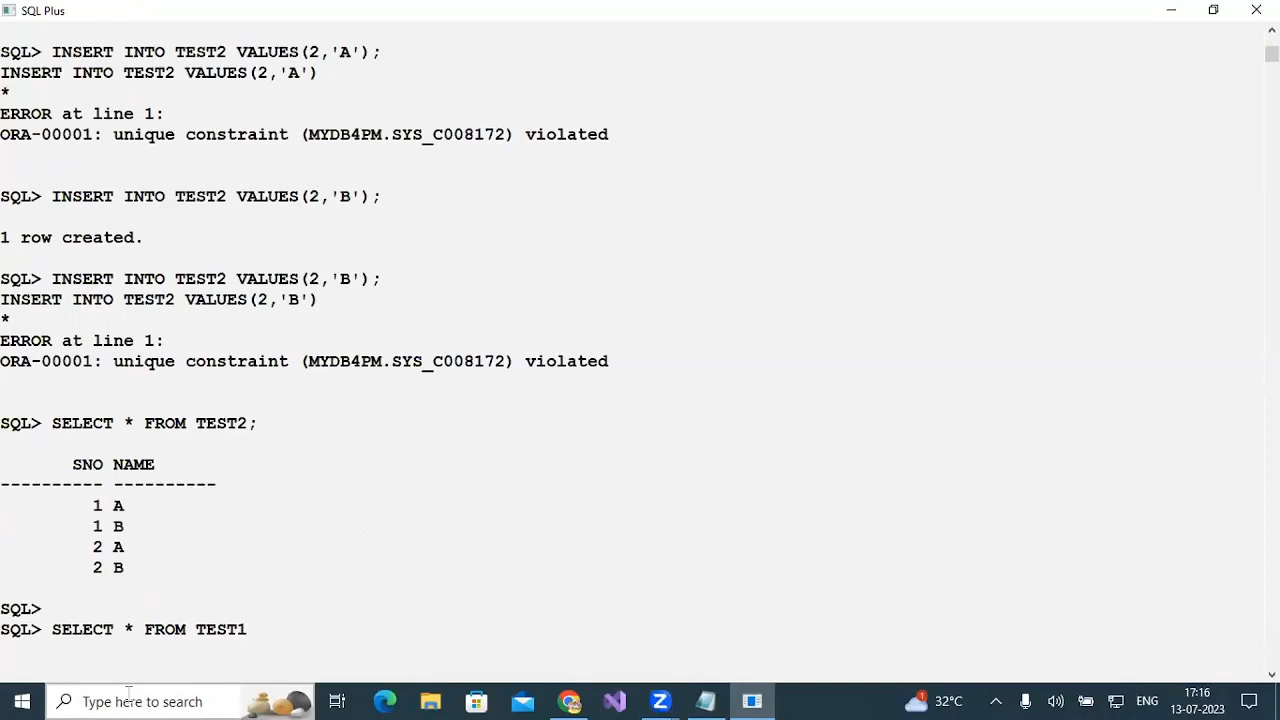 SQL Plus
SQL> INSERT INTO TEST2 VALUES(2,'A');
INSERT INTO TEST2 VALUES(2,'A')
*
ERROR at line 1:
ORA-00001: unique constraint (MYDB4PM.SYS_C008172) violated
SQL> INSERT INTO TEST2 VALUES(2,'B');
1 row created.
SQL> INSERT INTO TEST2 VALUES(2,'B');
INSERT INTO TEST2 VALUES(2,'B')
*
ERROR at line 1:
ORA-00001: unique constraint (MYDB4PM.SYS_C008172) violated
SQL> SELECT * FROM TEST2;
SNO NAME
---------- ----------
1 A
1 B
2 A
2 B
SQL>
SQL> SELECT * FROM TEST1
Type here to search
1
32°C
ENG
17:16
13-07-2023